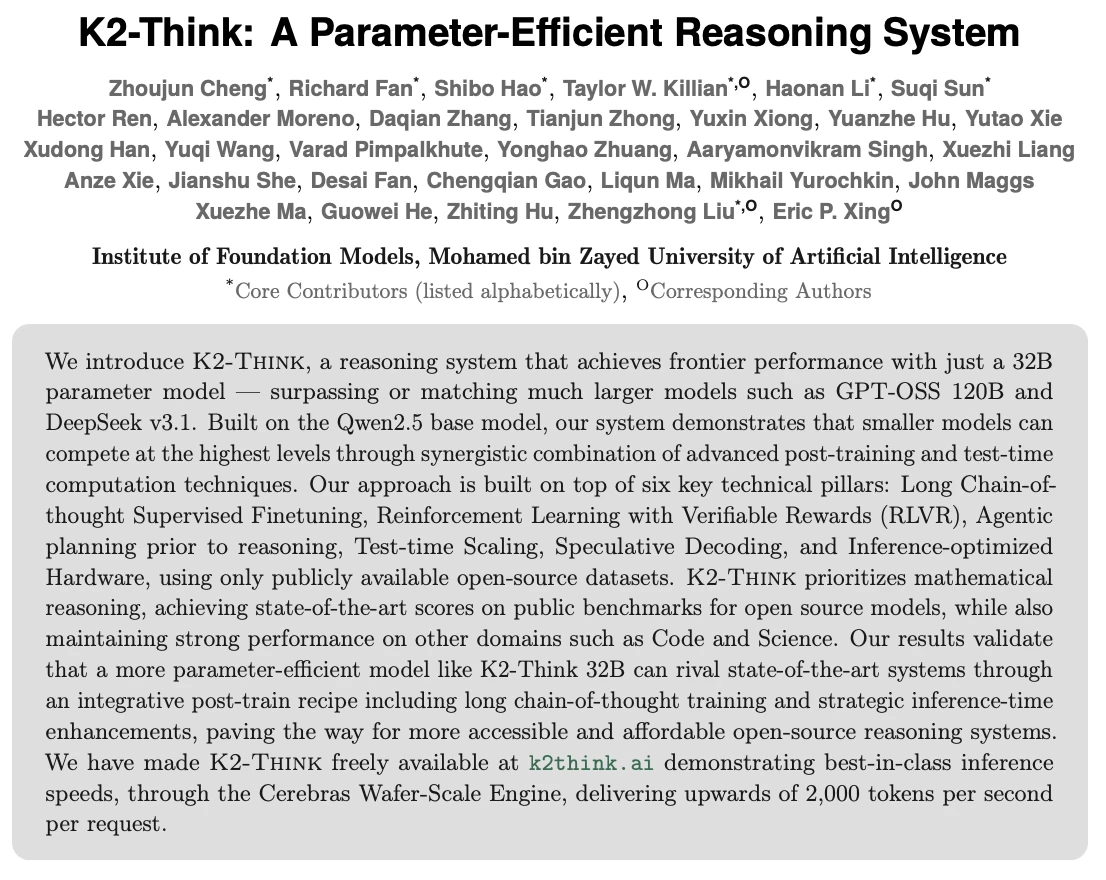 K2-Think: A Parameter-Efficient Reasoning System
Zhoujun Cheng*, Richard Fan*, Shibo Hao*, Taylor W. Killian*,O, Haonan Li*, Suqi Sun*
Hector Ren, Alexander Moreno, Daqian Zhang, Tianjun Zhong, Yuxin Xiong, Yuanzhe Hu, Yutao Xie
Xudong Han, Yuqi Wang, Varad Pimpalkhute, Yonghao Zhuang, Aaryamonvikram Singh, Xuezhi Liang
Anze Xie, Jianshu She, Desai Fan, Chengqian Gao, Liqun Ma, Mikhail Yurochkin, John Maggs
Xuezhe Ma, Guowei He, Zhiting Hu, Zhengzhong Liu*,O, Eric P. XingO
Institute of Foundation Models, Mohamed bin Zayed University of Artificial Intelligence
*Core Contributors (listed alphabetically), OCorresponding Authors
We introduce K2-THINK, a reasoning system that achieves frontier performance with just a 32B
parameter model — surpassing or matching much larger models such as GPT-OSS 120B and
DeepSeek v3.1. Built on the Qwen2.5 base model, our system demonstrates that smaller models can
compete at the highest levels through synergistic combination of advanced post-training and test-time
computation techniques. Our approach is built on top of six key technical pillars: Long Chain-of-
thought Supervised Finetuning, Reinforcement Learning with Verifiable Rewards (RLVR), Agentic
planning prior to reasoning, Test-time Scaling, Speculative Decoding, and Inference-optimized
Hardware, using only publicly available open-source datasets. K2-THINK prioritizes mathematical
reasoning, achieving state-of-the-art scores on public benchmarks for open source models, while also
maintaining strong performance on other domains such as Code and Science. Our results validate
that a more parameter-efficient model like K2-Think 32B can rival state-of-the-art systems through
an integrative post-train recipe including long chain-of-thought training and strategic inference-time
enhancements, paving the way for more accessible and affordable open-source reasoning systems.
We have made K2-THINK freely available at k2think.ai demonstrating best-in-class inference
speeds, through the Cerebras Wafer-Scale Engine, delivering upwards of 2,000 tokens per second
per request.